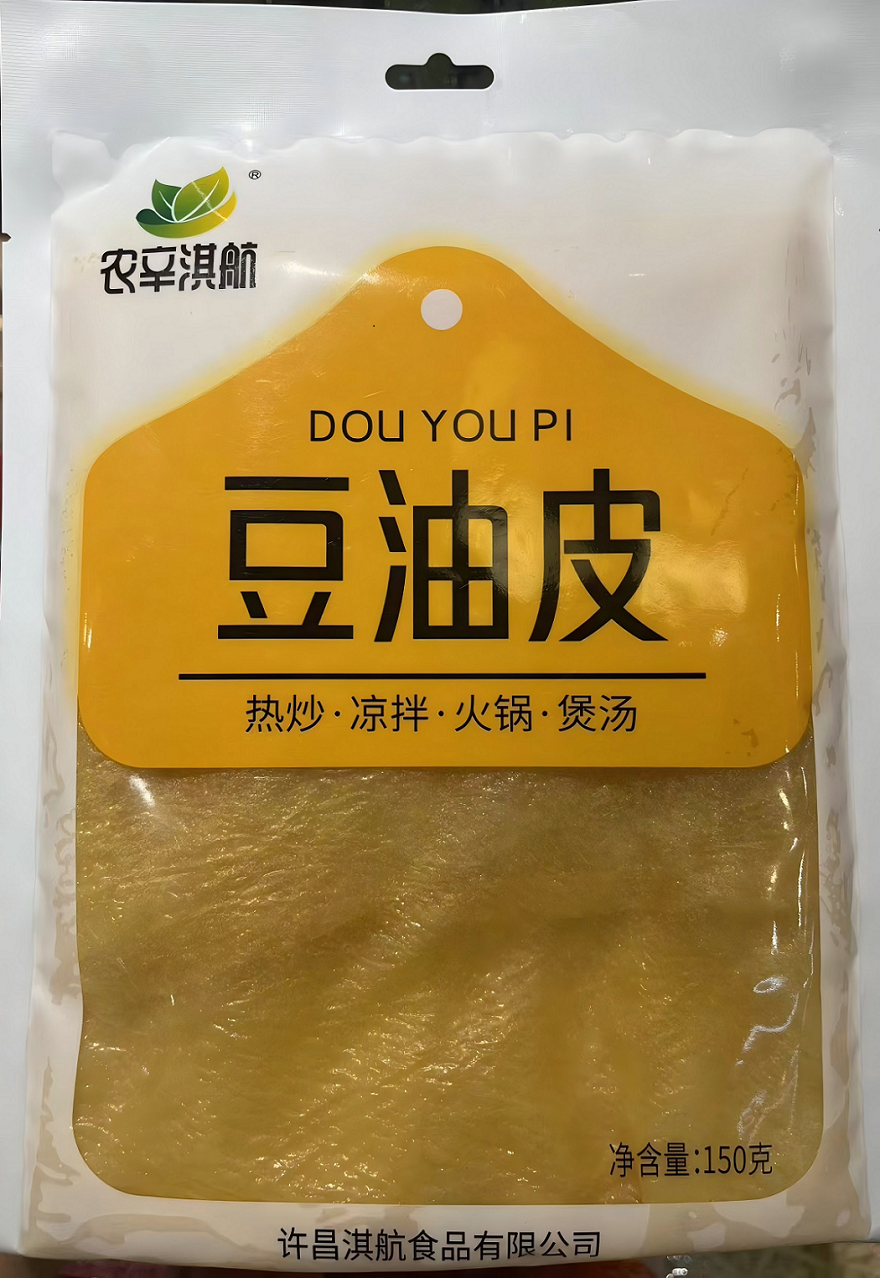 ®
农辛淇航
DOU YOU PI
豆油皮
热炒·凉拌·火锅·煲汤
净含量:150克
许昌淇航食品有限公司